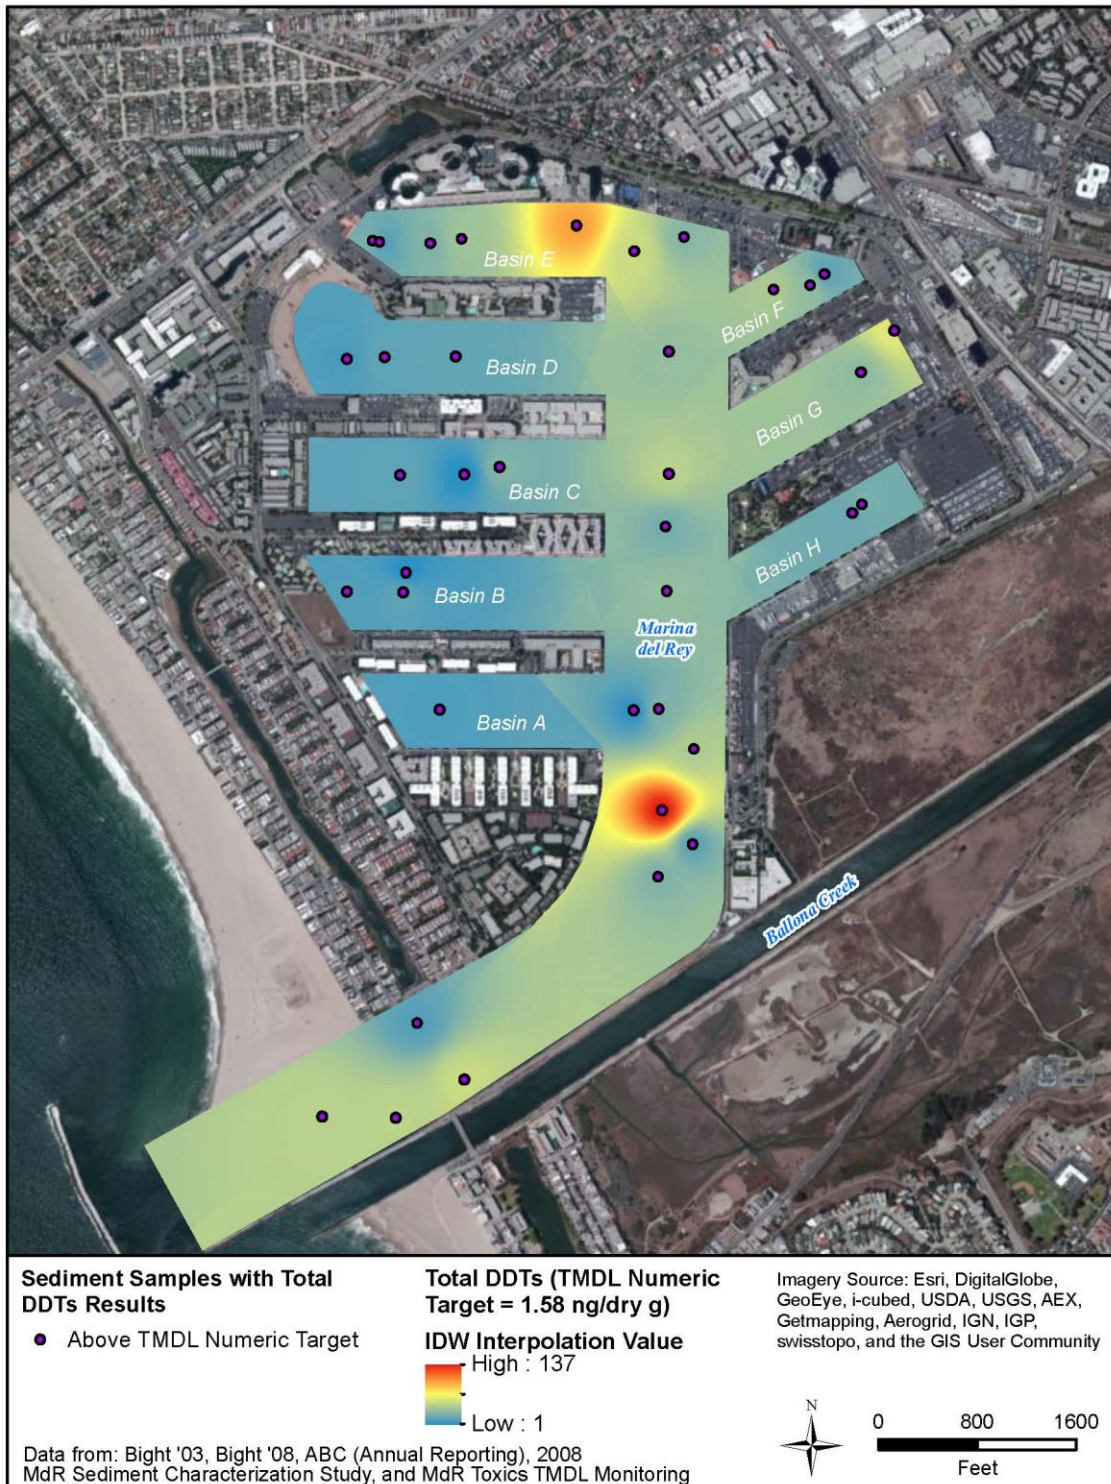 Basin E
Basin F
Basin D
Basin G
Basin C
Basin H
Basin B
Marina
del Rey
Basin A
Ballona Creek
Sediment Samples with Total
DDTs Results
Above TMDL Numeric Target
Total DDTs (TMDL Numeric
Target = 1.58 ng/dry g)
IDW Interpolation Value
High : 137
Low : 1
Imagery Source: Esri, DigitalGlobe,
GeoEye, i-cubed, USDA, USGS, AEX,
Getmapping, Aerogrid, IGN, IGP,
swisstopo, and the GIS User Community
N
0 800 1600
Feet
Data from: Bight '03, Bight '08, ABC (Annual Reporting), 2008
MdR Sediment Characterization Study, and MdR Toxics TMDL Monitoring